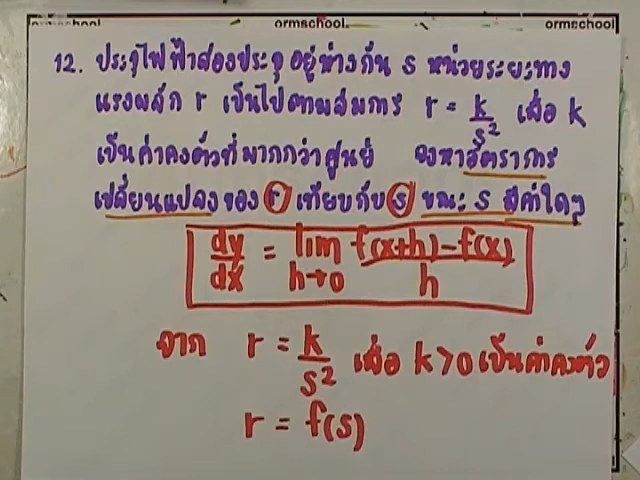 ormschool ormschool ormschool
12. ประจุไฟฟ้าสองประจุ อยู่ห่างกัน s หน่วยระยะทาง
แรงผลัก r เป็นไปตามสมการ r = k/s² เมื่อ k
เป็นค่าคงตัวที่มากกว่าศูนย์ จงหาอัตราการ
เปลี่ยนแปลงของ r เทียบกับ s ขณะ s มีค่าใดๆ
dy/dx = lim h→0 f(x+h)-f(x)/h
จาก r = k/s² เมื่อ k>0 เป็นค่าคงตัว
r = f(s)